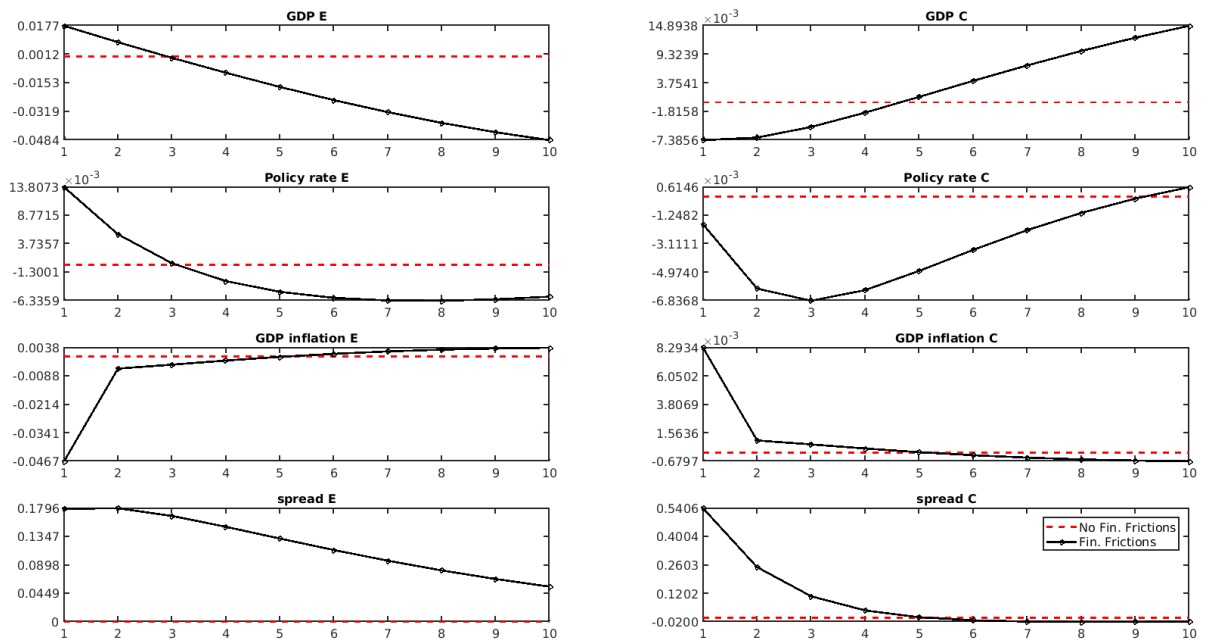 GDP E
0.0177
0.0012
-0.0153
-0.0319
-0.0484
1 2 3 4 5 6 7 8 9 10
GDP C
×10⁻³
14.8938
9.3239
3.7541
-1.8158
-7.3856
1 2 3 4 5 6 7 8 9 10
Policy rate E
×10⁻³
13.8073
8.7715
3.7357
-1.3001
-6.3359
1 2 3 4 5 6 7 8 9 10
Policy rate C
×10⁻³
0.6146
-1.2482
-3.1111
-4.9740
-6.8368
1 2 3 4 5 6 7 8 9 10
GDP inflation E
0.0038
-0.0088
-0.0214
-0.0341
-0.0467
1 2 3 4 5 6 7 8 9 10
GDP inflation C
×10⁻³
8.2934
6.0502
3.8069
1.5636
-0.6797
1 2 3 4 5 6 7 8 9 10
spread E
0.1796
0.1347
0.0898
0.0449
0
1 2 3 4 5 6 7 8 9 10
spread C
0.5406
0.4004
0.2603
0.1202
-0.0200
1 2 3 4 5 6 7 8 9 10
No Fin. Frictions
Fin. Frictions